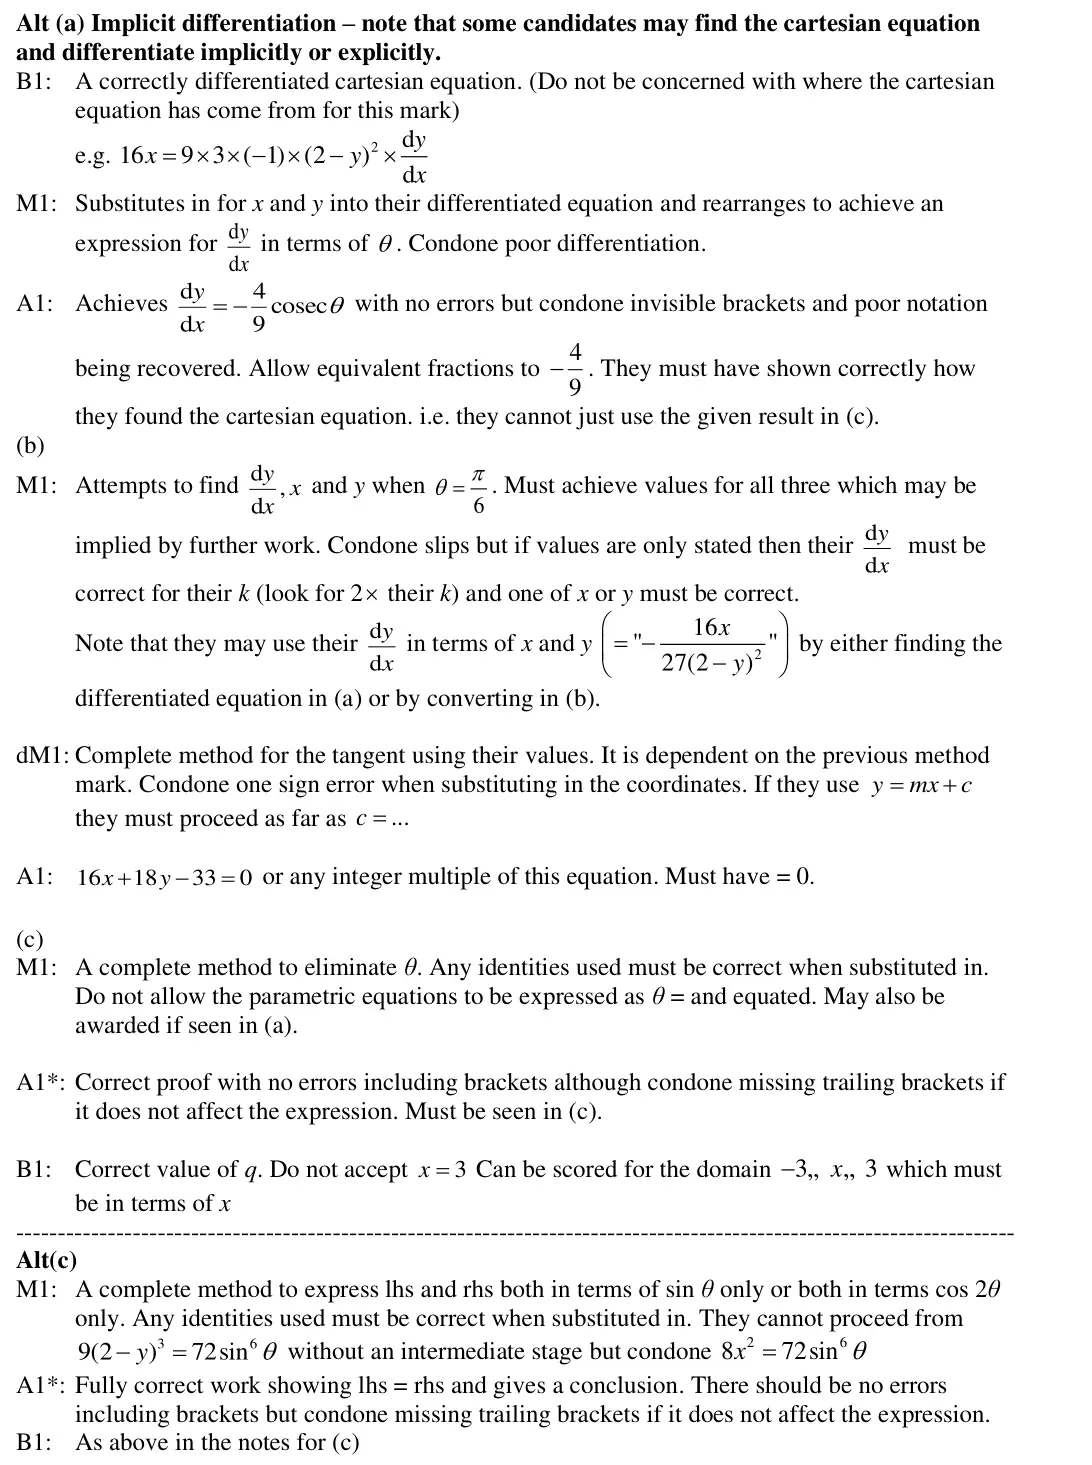 Alt (a) Implicit differentiation – note that some candidates may find the cartesian equation
and differentiate implicitly or explicitly.
B1: A correctly differentiated cartesian equation. (Do not be concerned with where the cartesian
equation has come from for this mark)
e.g. 16x = 9×3×(−1)×(2 − y)² × dy/dx
M1: Substitutes in for x and y into their differentiated equation and rearranges to achieve an
expression for dy/dx in terms of θ. Condone poor differentiation.
A1: Achieves dy/dx = −4/9 cosec θ with no errors but condone invisible brackets and poor notation
being recovered. Allow equivalent fractions to −4/9. They must have shown correctly how
they found the cartesian equation. i.e. they cannot just use the given result in (c).
(b)
M1: Attempts to find dy/dx, x and y when θ = π/6. Must achieve values for all three which may be
implied by further work. Condone slips but if values are only stated then their dy/dx must be
correct for their k (look for 2× their k) and one of x or y must be correct.
Note that they may use their dy/dx in terms of x and y (= "− 16x/27(2 − y)²") by either finding the
differentiated equation in (a) or by converting in (b).
dM1: Complete method for the tangent using their values. It is dependent on the previous method
mark. Condone one sign error when substituting in the coordinates. If they use y = mx + c
they must proceed as far as c = ...
A1: 16x + 18y − 33 = 0 or any integer multiple of this equation. Must have = 0.
(c)
M1: A complete method to eliminate θ. Any identities used must be correct when substituted in.
Do not allow the parametric equations to be expressed as θ = and equated. May also be
awarded if seen in (a).
A1*: Correct proof with no errors including brackets although condone missing trailing brackets if
it does not affect the expression. Must be seen in (c).
B1: Correct value of q. Do not accept x = 3 Can be scored for the domain −3,, x,, 3 which must
be in terms of x
Alt(c)
M1: A complete method to express lhs and rhs both in terms of sin θ only or both in terms cos 2θ
only. Any identities used must be correct when substituted in. They cannot proceed from
9(2 − y)³ = 72 sin⁶ θ without an intermediate stage but condone 8x² = 72 sin⁶ θ
A1*: Fully correct work showing lhs = rhs and gives a conclusion. There should be no errors
including brackets but condone missing trailing brackets if it does not affect the expression.
B1: As above in the notes for (c)